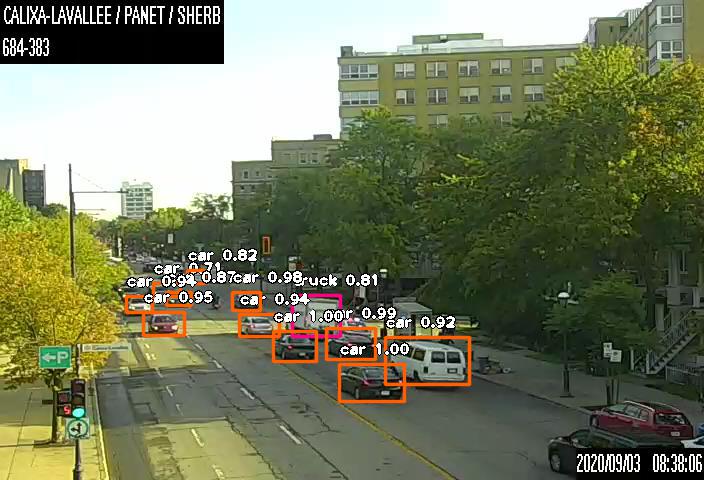 CALIXA-LAVALLEE / PANET / SHERB
684-383
car 0.82
car 0.71
car 0.94
0.87
car 0.98
truck 0.81
car 0.95
car 0.94
car 1.00
0.99
car 0.92
car 1.00
P
5
2020/09/03 08:38:06